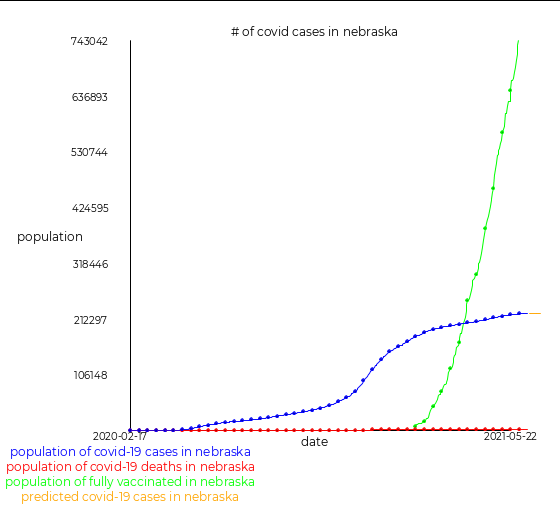 # of covid cases in nebraska
743042
636893
530744
424595
population
318446
212297
106148
2020-02-17
2021-05-22
date
population of covid-19 cases in nebraska
population of covid-19 deaths in nebraska
population of fully vaccinated in nebraska
predicted covid-19 cases in nebraska